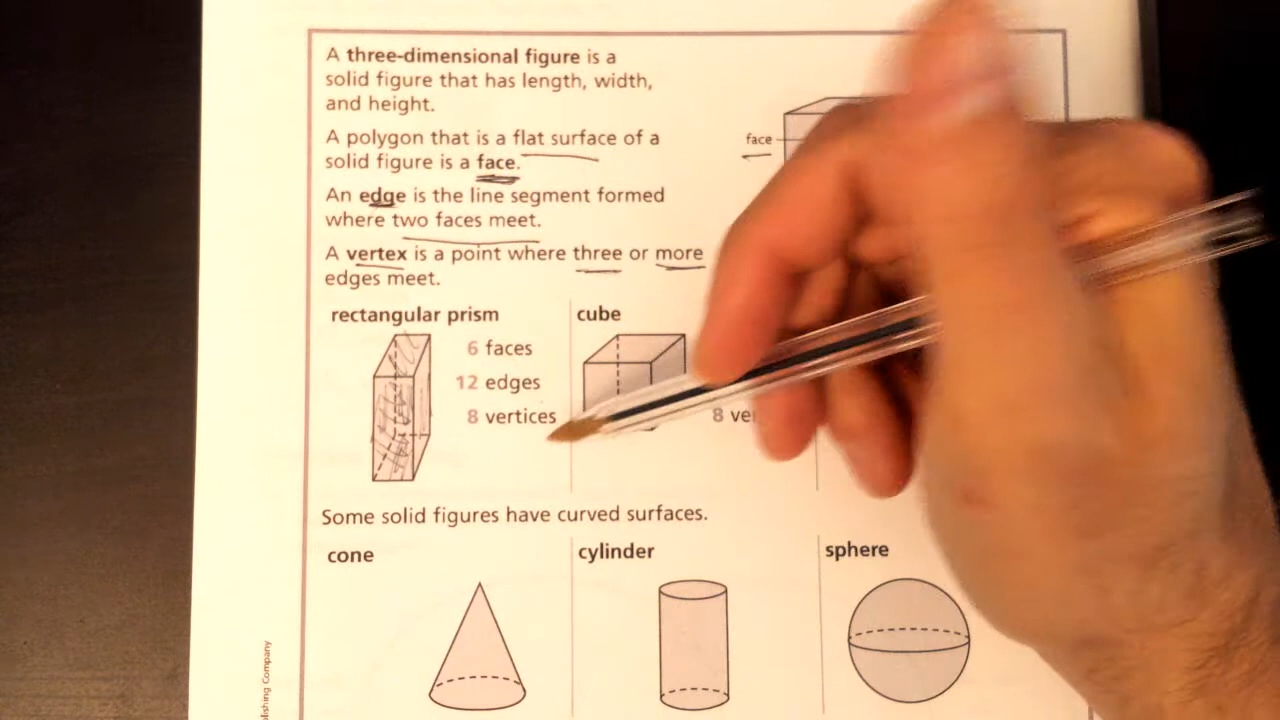 A three-dimensional figure is a
solid figure that has length, width,
and height.
A polygon that is a flat surface of a
solid figure is a face.
face
An edge is the line segment formed
where two faces meet.
A vertex is a point where three or more
edges meet.
rectangular prism
6 faces
12 edges
8 vertices
cube
8
Some solid figures have curved surfaces.
cone
cylinder
sphere
Company